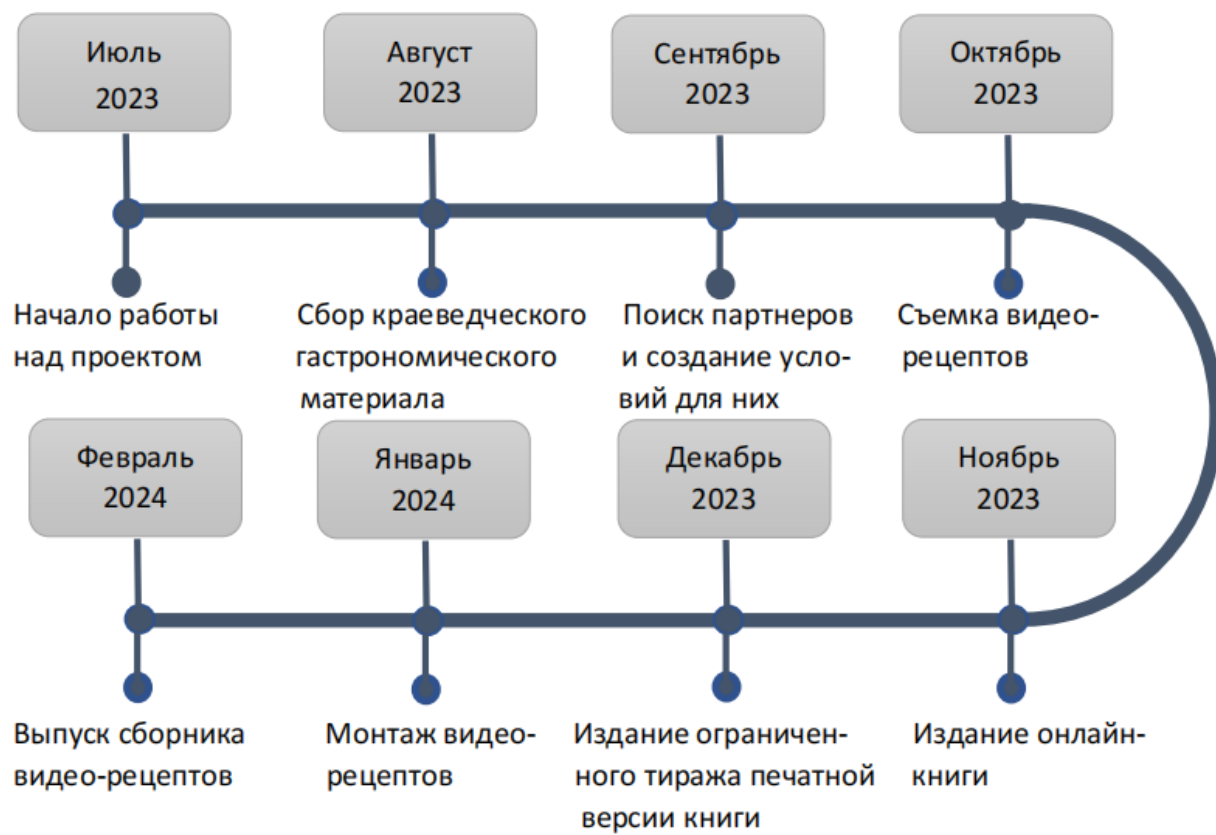 Июль
2023
Август
2023
Сентябрь
2023
Октябрь
2023
Начало работы
над проектом
Сбор краеведческого
гастрономического
материала
Поиск партнеров
и создание усло-
вий для них
Съемка видео-
рецептов
Февраль
2024
Январь
2024
Декабрь
2023
Ноябрь
2023
Выпуск сборника
видео-рецептов
Монтаж видео-
рецептов
Издание ограничен-
ного тиража печатной
версии книги
Издание онлайн-
книги